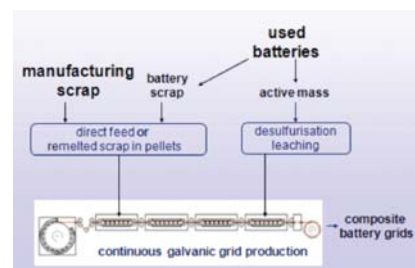 used
batteries
manufacturing
scrap
battery
scrap
active mass
direct feed or
remelted scrap in pellets
desulfurisation
leaching
composite
battery grids
continuous galvanic grid production